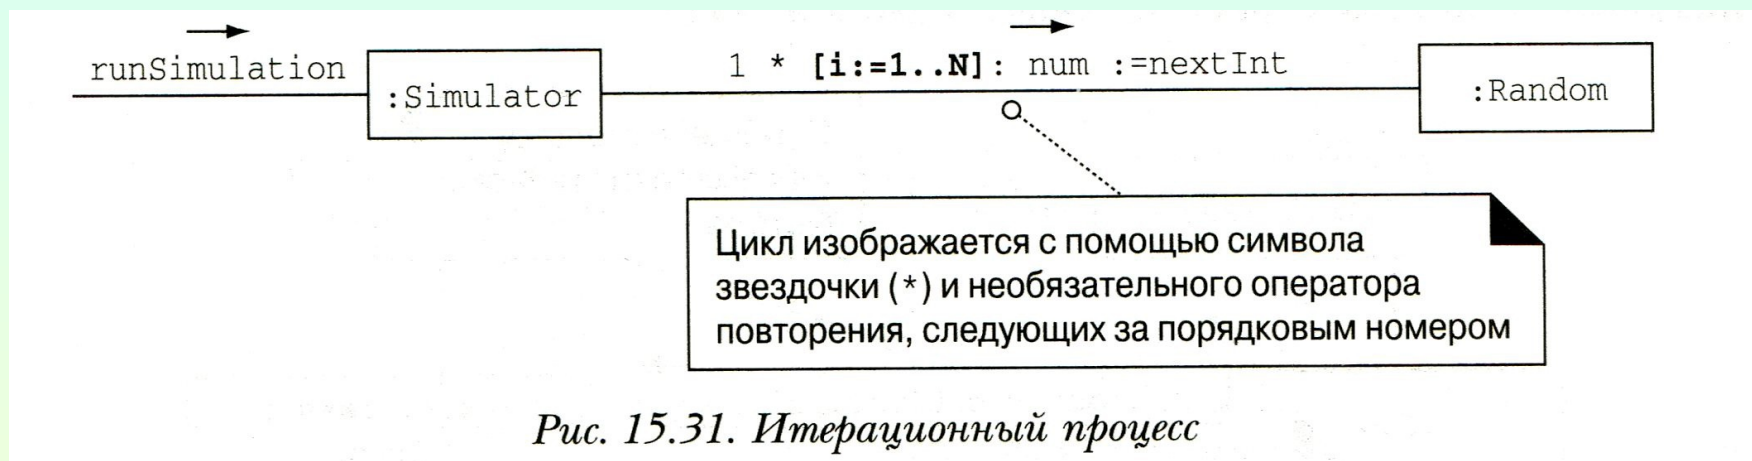 runSimulation
:Simulator
1 * [i:=1..N]: num :=nextInt
:Random
Цикл изображается с помощью символа
звездочки (*) и необязательного оператора
повторения, следующих за порядковым номером
Рис. 15.31. Итерационный процесс